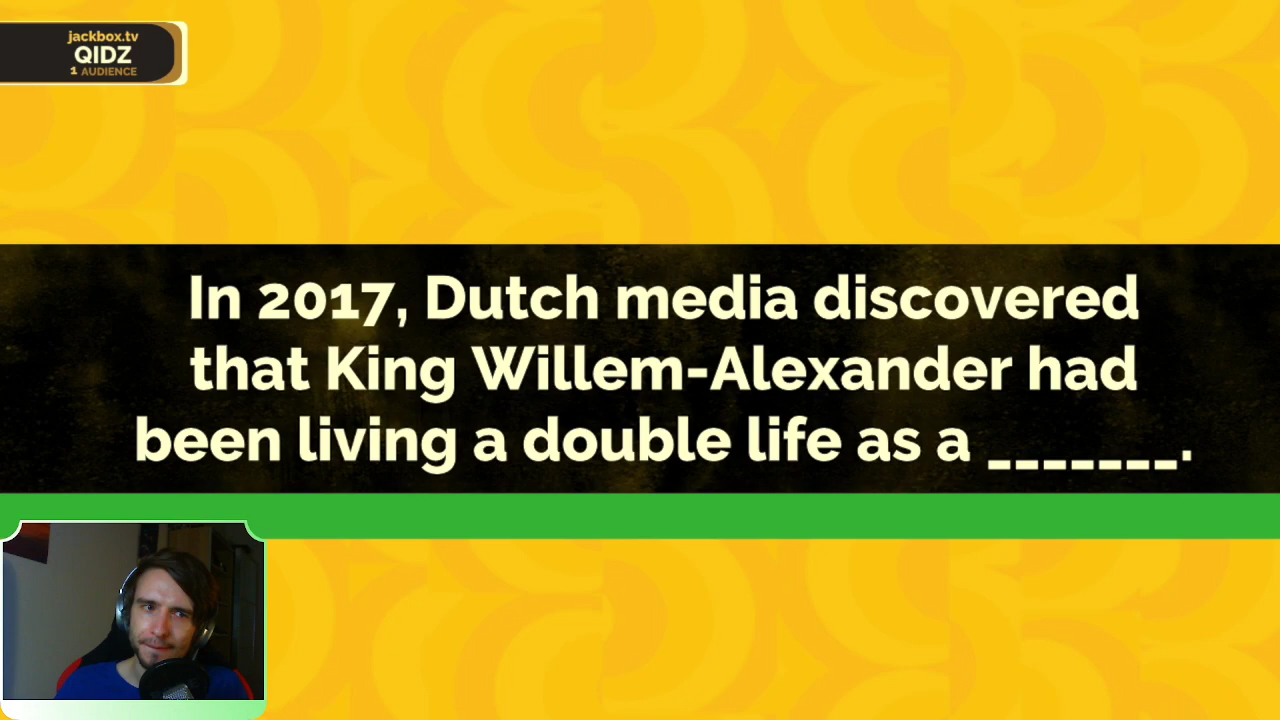 jackbox.tv
QIDZ
1 AUDIENCE
In 2017, Dutch media discovered
that King Willem-Alexander had
been living a double life as a _______.